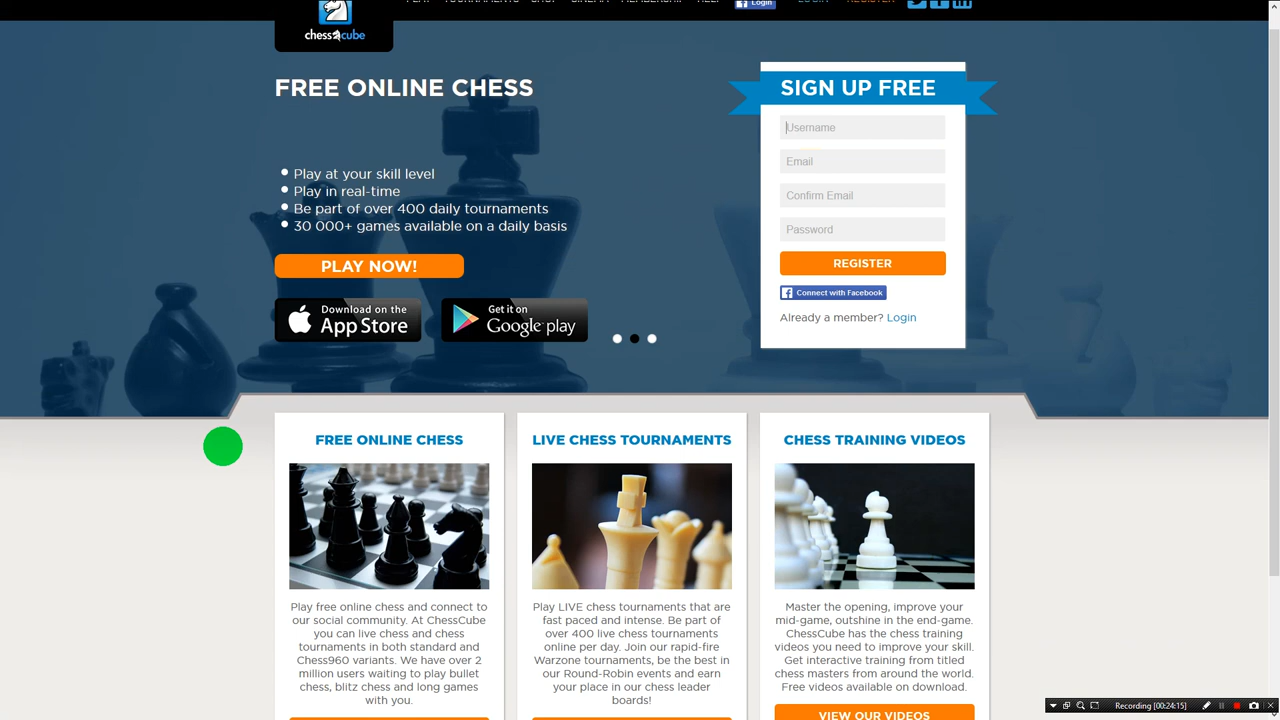 Login
chess cube
FREE ONLINE CHESS
Play at your skill level
Play in real-time
Be part of over 400 daily tournaments
30 000+ games available on a daily basis
PLAY NOW!
Download on the
App Store
Get it on
Google play
SIGN UP FREE
Username
Email
Confirm Email
Password
REGISTER
Connect with Facebook
Already a member? Login
FREE ONLINE CHESS
Play free online chess and connect to
our social community. At ChessCube
you can live chess and chess
tournaments in both standard and
Chess960 variants. We have over 2
million users waiting to play bullet
chess, blitz chess and long games
with you.
LIVE CHESS TOURNAMENTS
Play LIVE chess tournaments that are
fast paced and intense. Be part of
over 400 live chess tournaments
online per day. Join our rapid-fire
Warzone tournaments, be the best in
our Round-Robin events and earn
your place in our chess leader
boards!
CHESS TRAINING VIDEOS
Master the opening, improve your
mid-game, outshine in the end-game.
ChessCube has the chess training
videos you need to improve your skill.
Get interactive training from titled
chess masters from around the world.
Free videos available on download.
VIEW OUR VIDEOS
Recording [00:24:15]